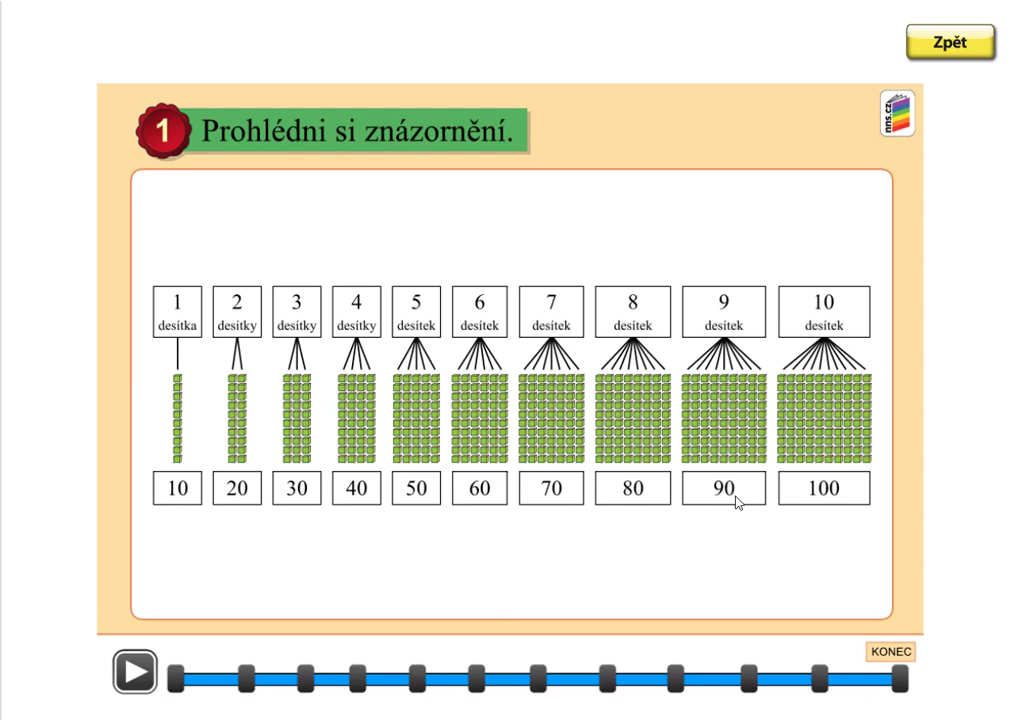 Zpět
1 Prohlédni si znázornění.
nns.cz
1 2 3 4 5 6 7 8 9 10
desítka desítky desítky desítky desítek desítek desítek desítek desítek desítek
10 20 30 40 50 60 70 80 90 100
KONEC